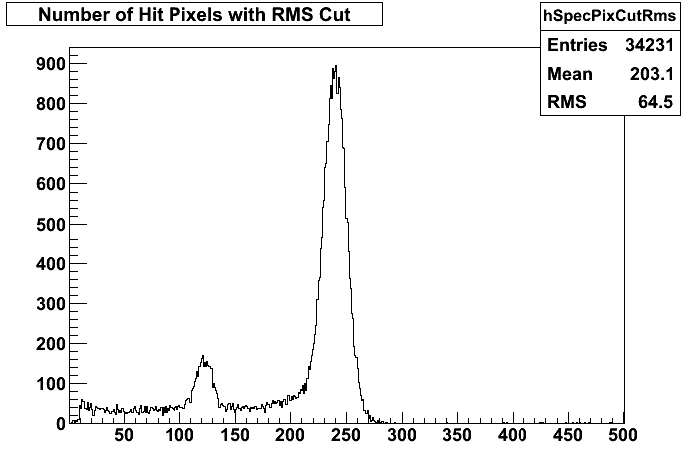 Number of Hit Pixels with RMS Cut
hSpecPixCutRms
Entries 34231
Mean 203.1
RMS 64.5
900
800
700
600
500
400
300
200
100
0
50 100 150 200 250 300 350 400 450 500